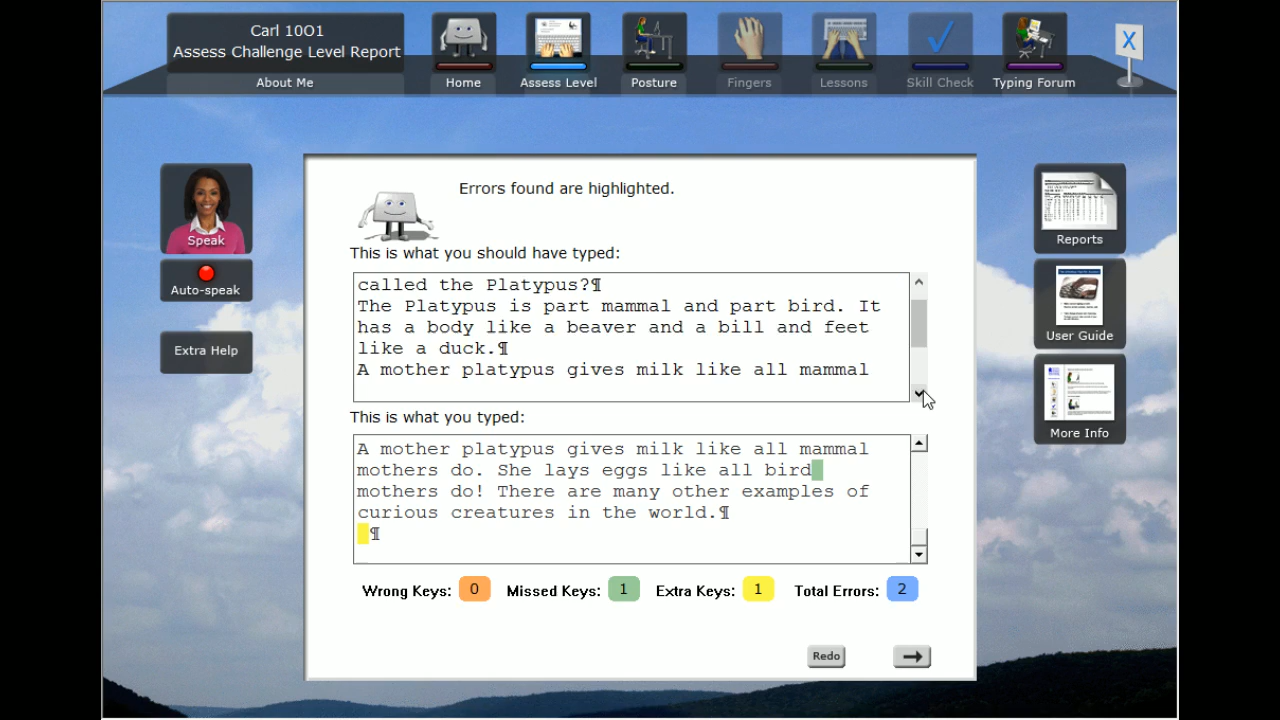 Carl 10O1
Assess Challenge Level Report
About Me
Home
Assess Level
Posture
Fingers
Lessons
Skill Check
Typing Forum
X
Speak
Auto-speak
Extra Help
Errors found are highlighted.
This is what you should have typed:
called the Platypus?¶
Platypus is part mammal and part bird. It
has a body like a beaver and a bill and feet
like a duck.¶
A mother platypus gives milk like all mammal
This is what you typed:
A mother platypus gives milk like all mammal
mothers do. She lays eggs like all bird
mothers do! There are many other examples of
curious creatures in the world.¶
¶
Wrong Keys: 0 Missed Keys: 1 Extra Keys: 1 Total Errors: 2
Redo
Reports
User Guide
More Info